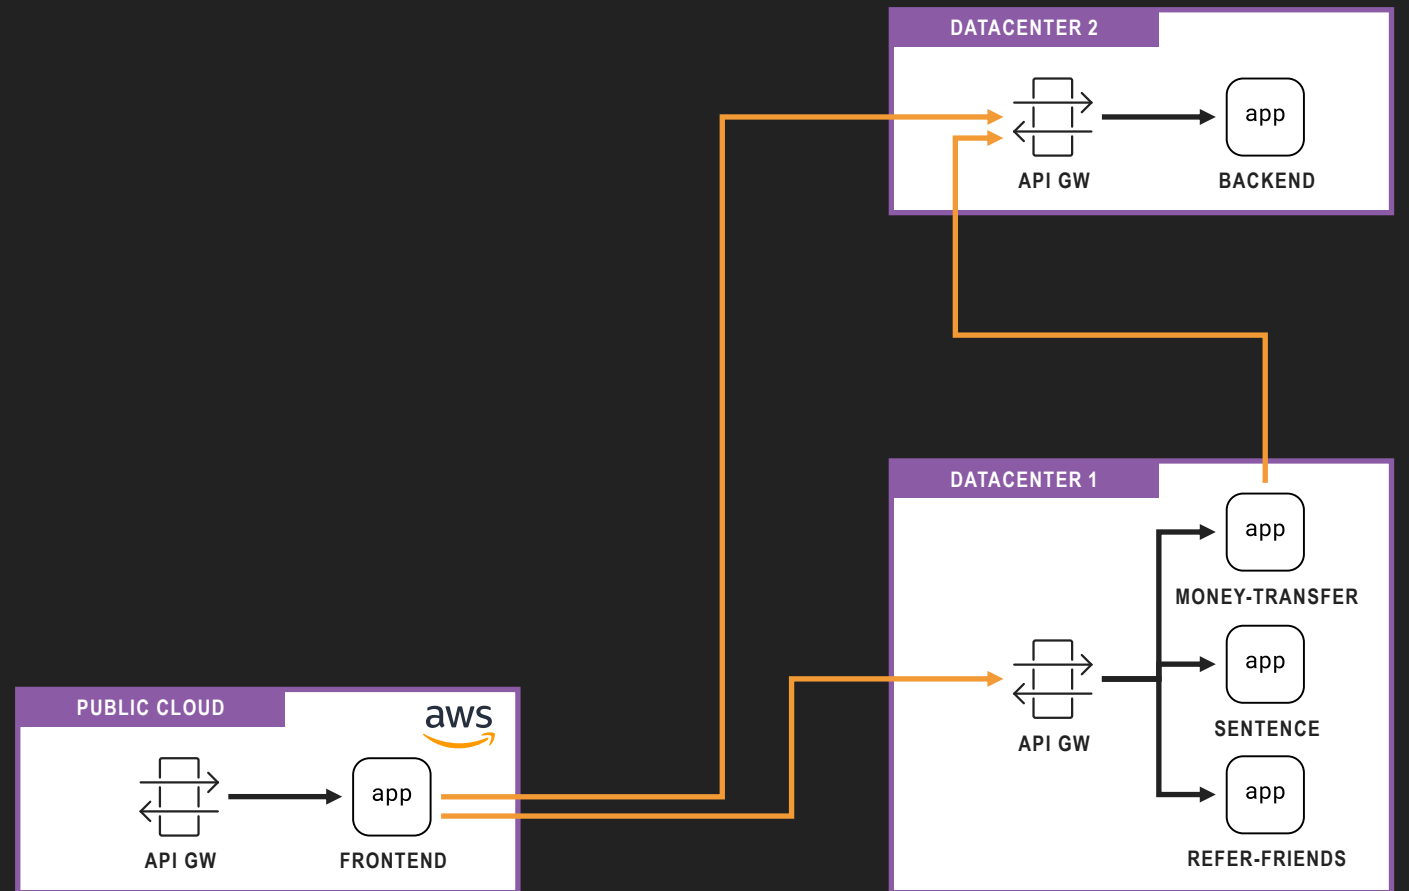 DATACENTER 2
app
API GW
BACKEND
DATACENTER 1
app
MONEY-TRANSFER
app
API GW
SENTENCE
app
REFER-FRIENDS
PUBLIC CLOUD
aws
app
API GW
FRONTEND